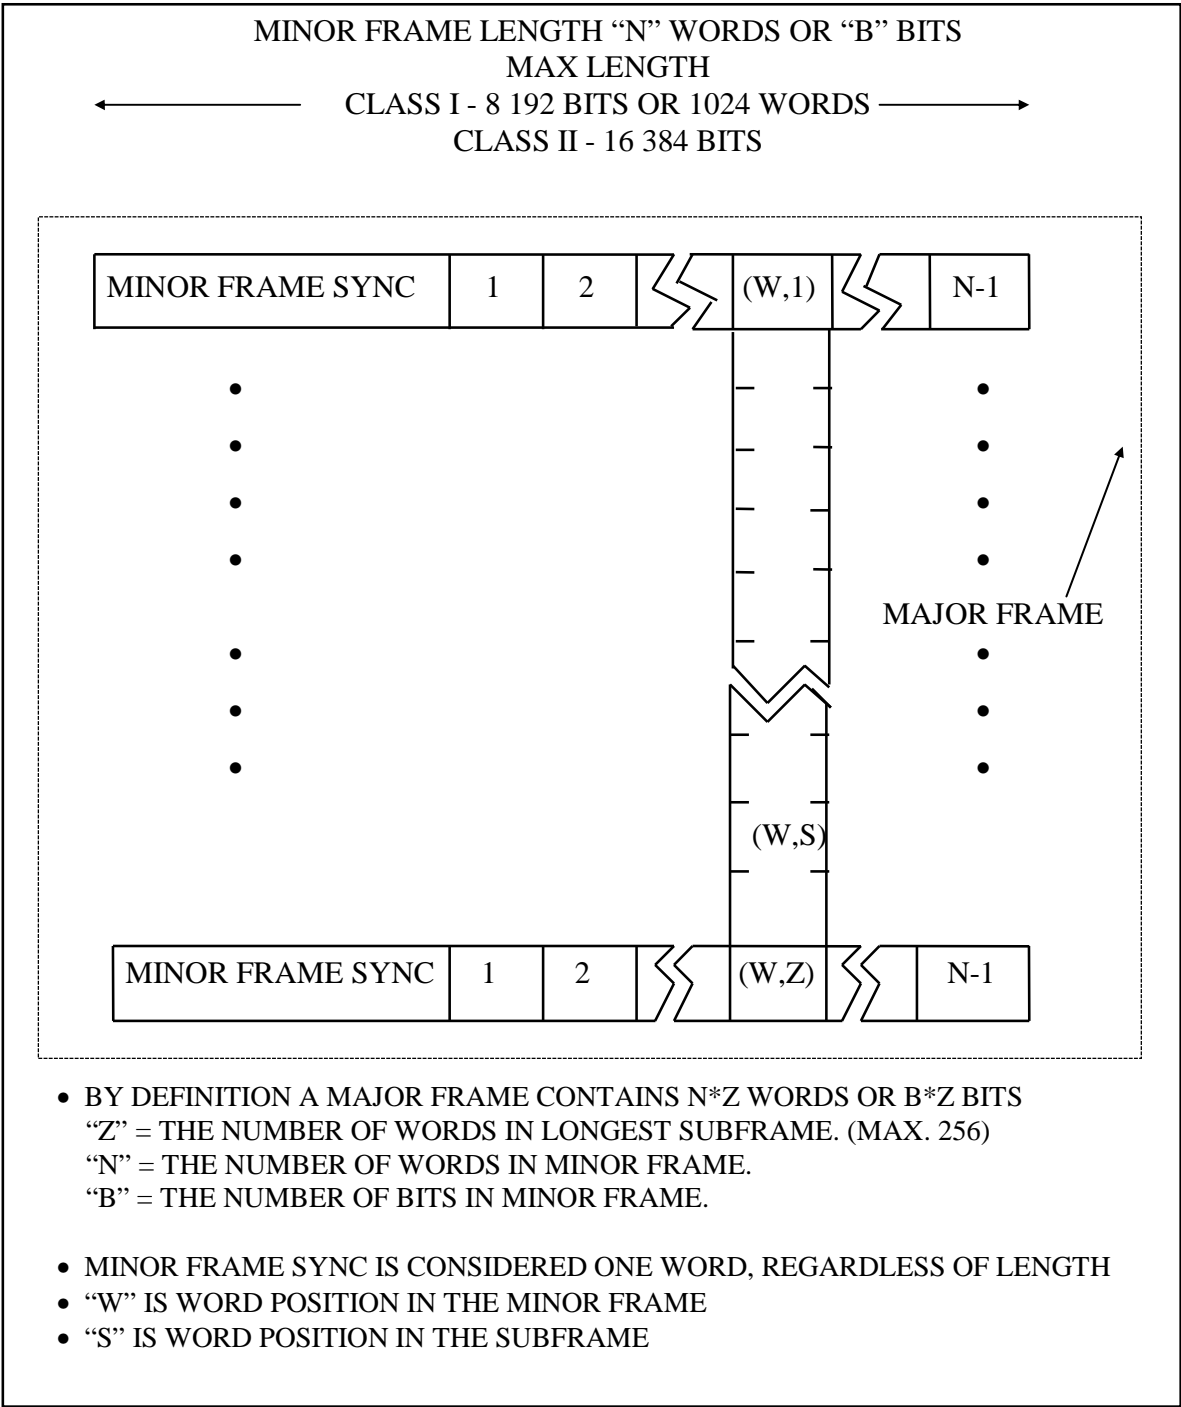 MINOR FRAME LENGTH “N” WORDS OR “B” BITS
MAX LENGTH
CLASS I - 8 192 BITS OR 1024 WORDS
CLASS II - 16 384 BITS
MINOR FRAME SYNC 1 2 (W,1) N-1
MAJOR FRAME
(W,S)
MINOR FRAME SYNC 1 2 (W,Z) N-1
• BY DEFINITION A MAJOR FRAME CONTAINS N*Z WORDS OR B*Z BITS
“Z” = THE NUMBER OF WORDS IN LONGEST SUBFRAME. (MAX. 256)
“N” = THE NUMBER OF WORDS IN MINOR FRAME.
“B” = THE NUMBER OF BITS IN MINOR FRAME.
• MINOR FRAME SYNC IS CONSIDERED ONE WORD, REGARDLESS OF LENGTH
• “W” IS WORD POSITION IN THE MINOR FRAME
• “S” IS WORD POSITION IN THE SUBFRAME